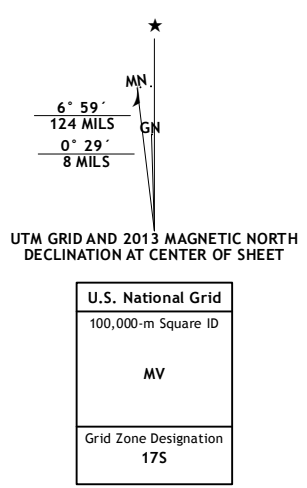 ★
MN
6° 59´
124 MILS
GN
0° 29´
8 MILS
UTM GRID AND 2013 MAGNETIC NORTH
DECLINATION AT CENTER OF SHEET
U.S. National Grid
100,000-m Square ID
MV
Grid Zone Designation
17S